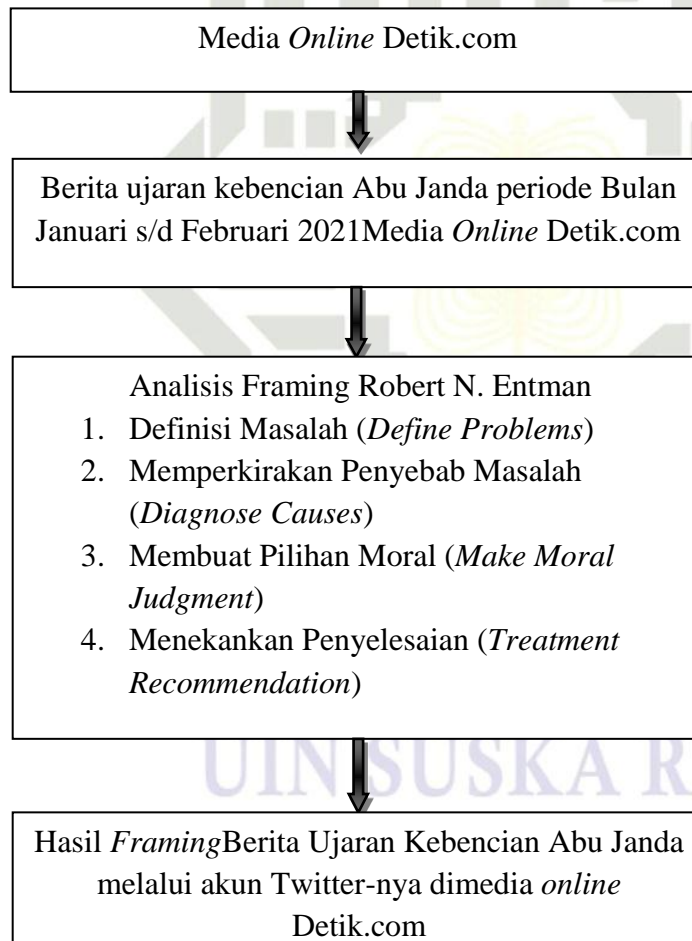 Media Online Detik.com
Berita ujaran kebencian Abu Janda periode Bulan
Januari s/d Februari 2021Media Online Detik.com
Analisis Framing Robert N. Entman
1. Definisi Masalah (Define Problems)
2. Memperkirakan Penyebab Masalah
(Diagnose Causes)
3. Membuat Pilihan Moral (Make Moral
Judgment)
4. Menekankan Penyelesaian (Treatment
Recommendation)
UIN SUSKA R
Hasil FramingBerita Ujaran Kebencian Abu Janda
melalui akun Twitter-nya dimedia online
Detik.com